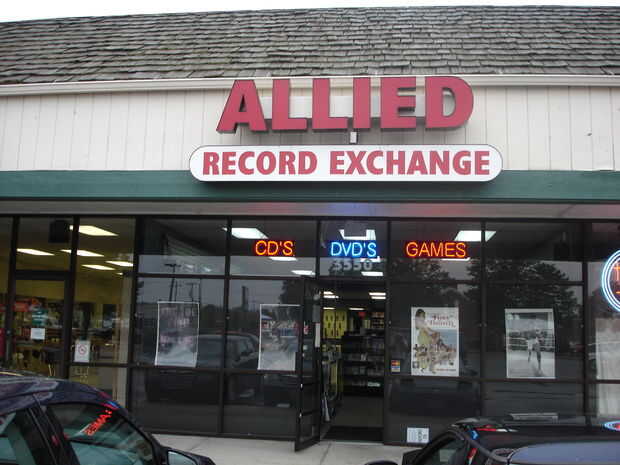 ALLIED
RECORD EXCHANGE
CD'S
DVD'S
GAMES
3550